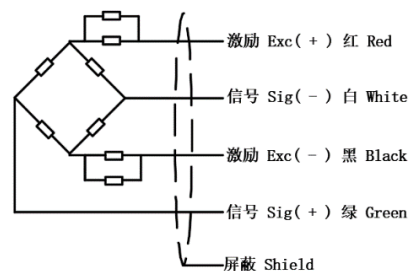 激励 Exc(+) 红 Red
信号 Sig(-) 白 White
激励 Exc(-) 黑 Black
信号 Sig(+) 绿 Green
屏蔽 Shield